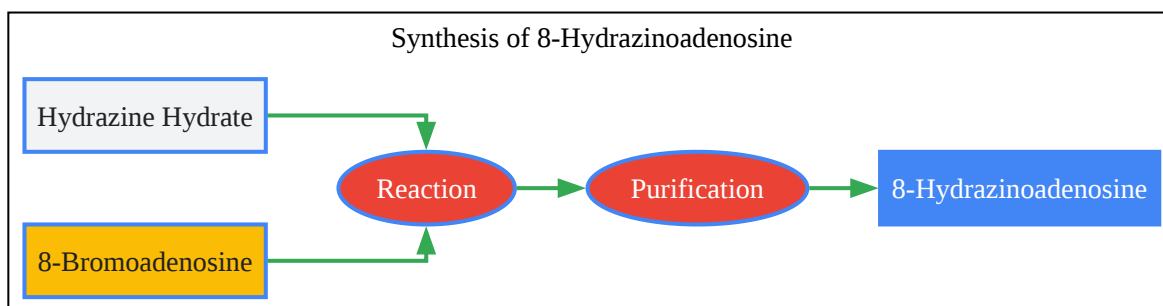 Synthesis of 8-Hydrazinoadenosine
Hydrazine Hydrate
Reaction
Purification
8-Hydrazinoadenosine
8-Bromoadenosine